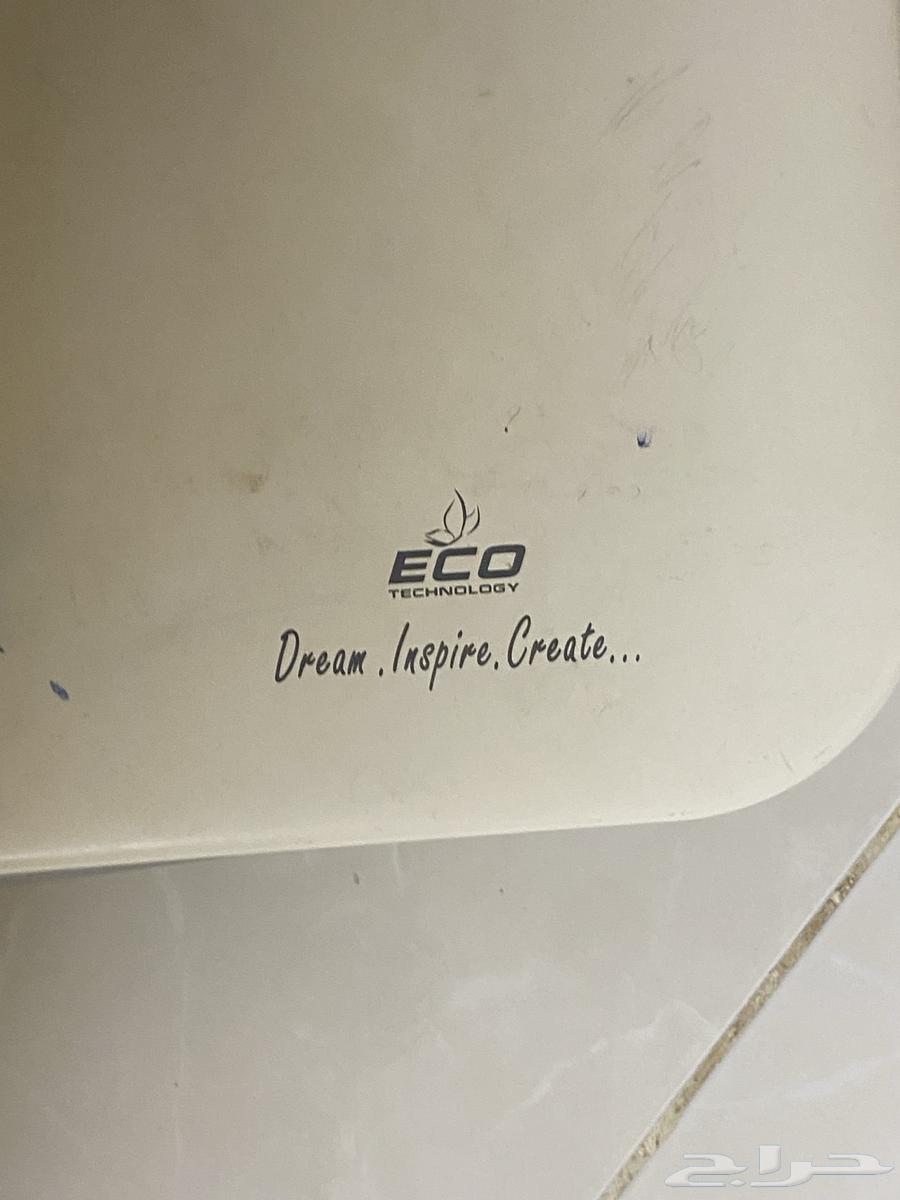 ECO
TECHNOLOGY
Dream .Inspire.Create...
حراج